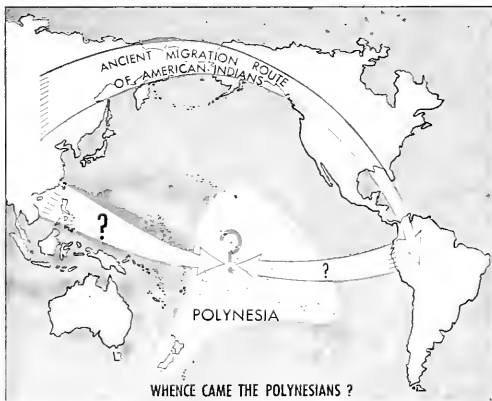 ANCIENT MIGRATION ROUTE
OF AMERICAN INDIANS
?
?
?
POLYNESIA
WHENCE CAME THE POLYNESIANS ?